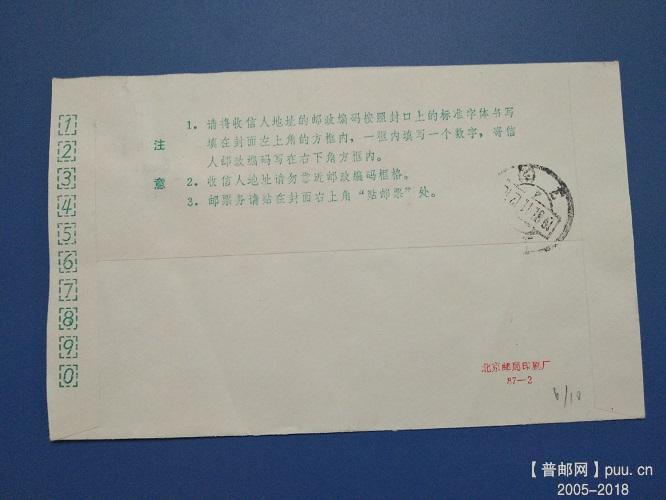 1
2
3
4
5
6
7
8
9
0
注意
1. 请将收信人地址的邮政编码按照封口上的标准字体书写
填在封面左上角的方框内，一框内填写一个数字，寄信
人邮政编码写在右下角方框内。
2. 收信人地址请勿靠近邮政编码框格。
3. 邮票务请贴在封面右上角“贴邮票”处。
北京邮局印刷厂
87—2
6/10
【普邮网】puu.cn
2005-2018